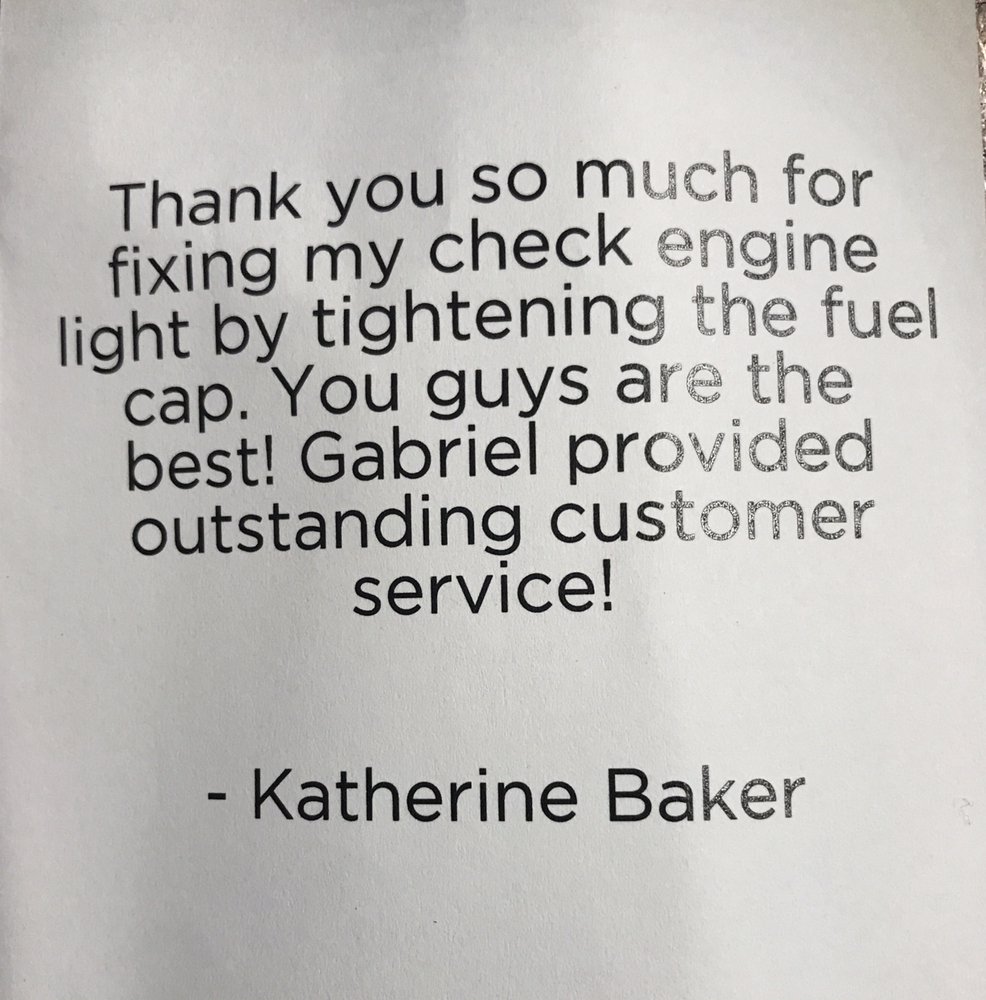 Thank you so much for
fixing my check engine
light by tightening the fuel
cap. You guys are the
best! Gabriel provided
outstanding customer
service!
- Katherine Baker